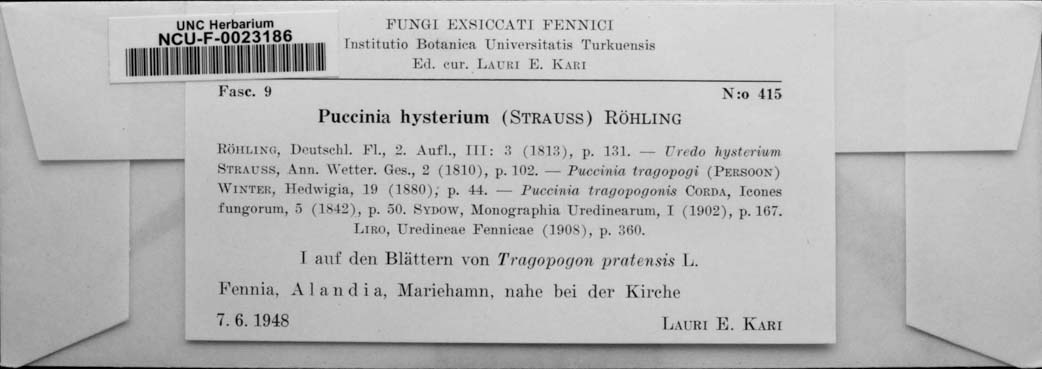 UNC Herbarium
NCU-F-0023186
FUNGI EXSICCATI FENNICI
Institutio Botanica Universitatis Turkuensis
Ed. cur. LAURI E. KARI
Fasc. 9 N:o 415
Puccinia hysterium (STRAUSS) RÖHLING
RÖHLING, Deutschl. Fl., 2. Aufl., III: 3 (1813), p. 131. — Uredo hysterium
STRAUSS, Ann. Wetter. Ges., 2 (1810), p. 102. — Puccinia tragopogi (PERSOON)
WINTER, Hedwigia, 19 (1880), p. 44. — Puccinia tragopogonis CORDA, Icones
fungorum, 5 (1842), p. 50. SYDOW, Monographia Uredinearum, I (1902), p. 167.
LIRO, Uredineae Fennicae (1908), p. 360.
I auf den Blättern von Tragopogon pratensis L.
Fennia, Alandia, Mariehamn, nahe bei der Kirche
7. 6. 1948 LAURI E. KARI